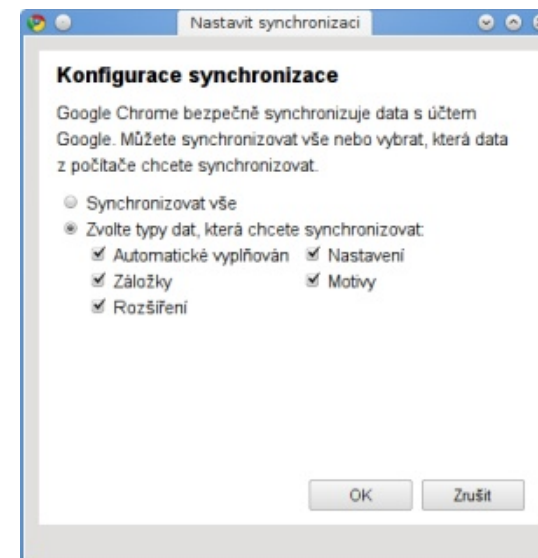 Nastavit synchronizaci
Konfigurace synchronizace
Google Chrome bezpečně synchronizuje data s účtem
Google. Můžete synchronizovat vše nebo vybrat, která data
z počítače chcete synchronizovat.
Synchronizovat vše
Zvolte typy dat, která chcete synchronizovat:
Automatické vyplňován Nastavení
Záložky Motivy
Rozšíření
OK Zrušit